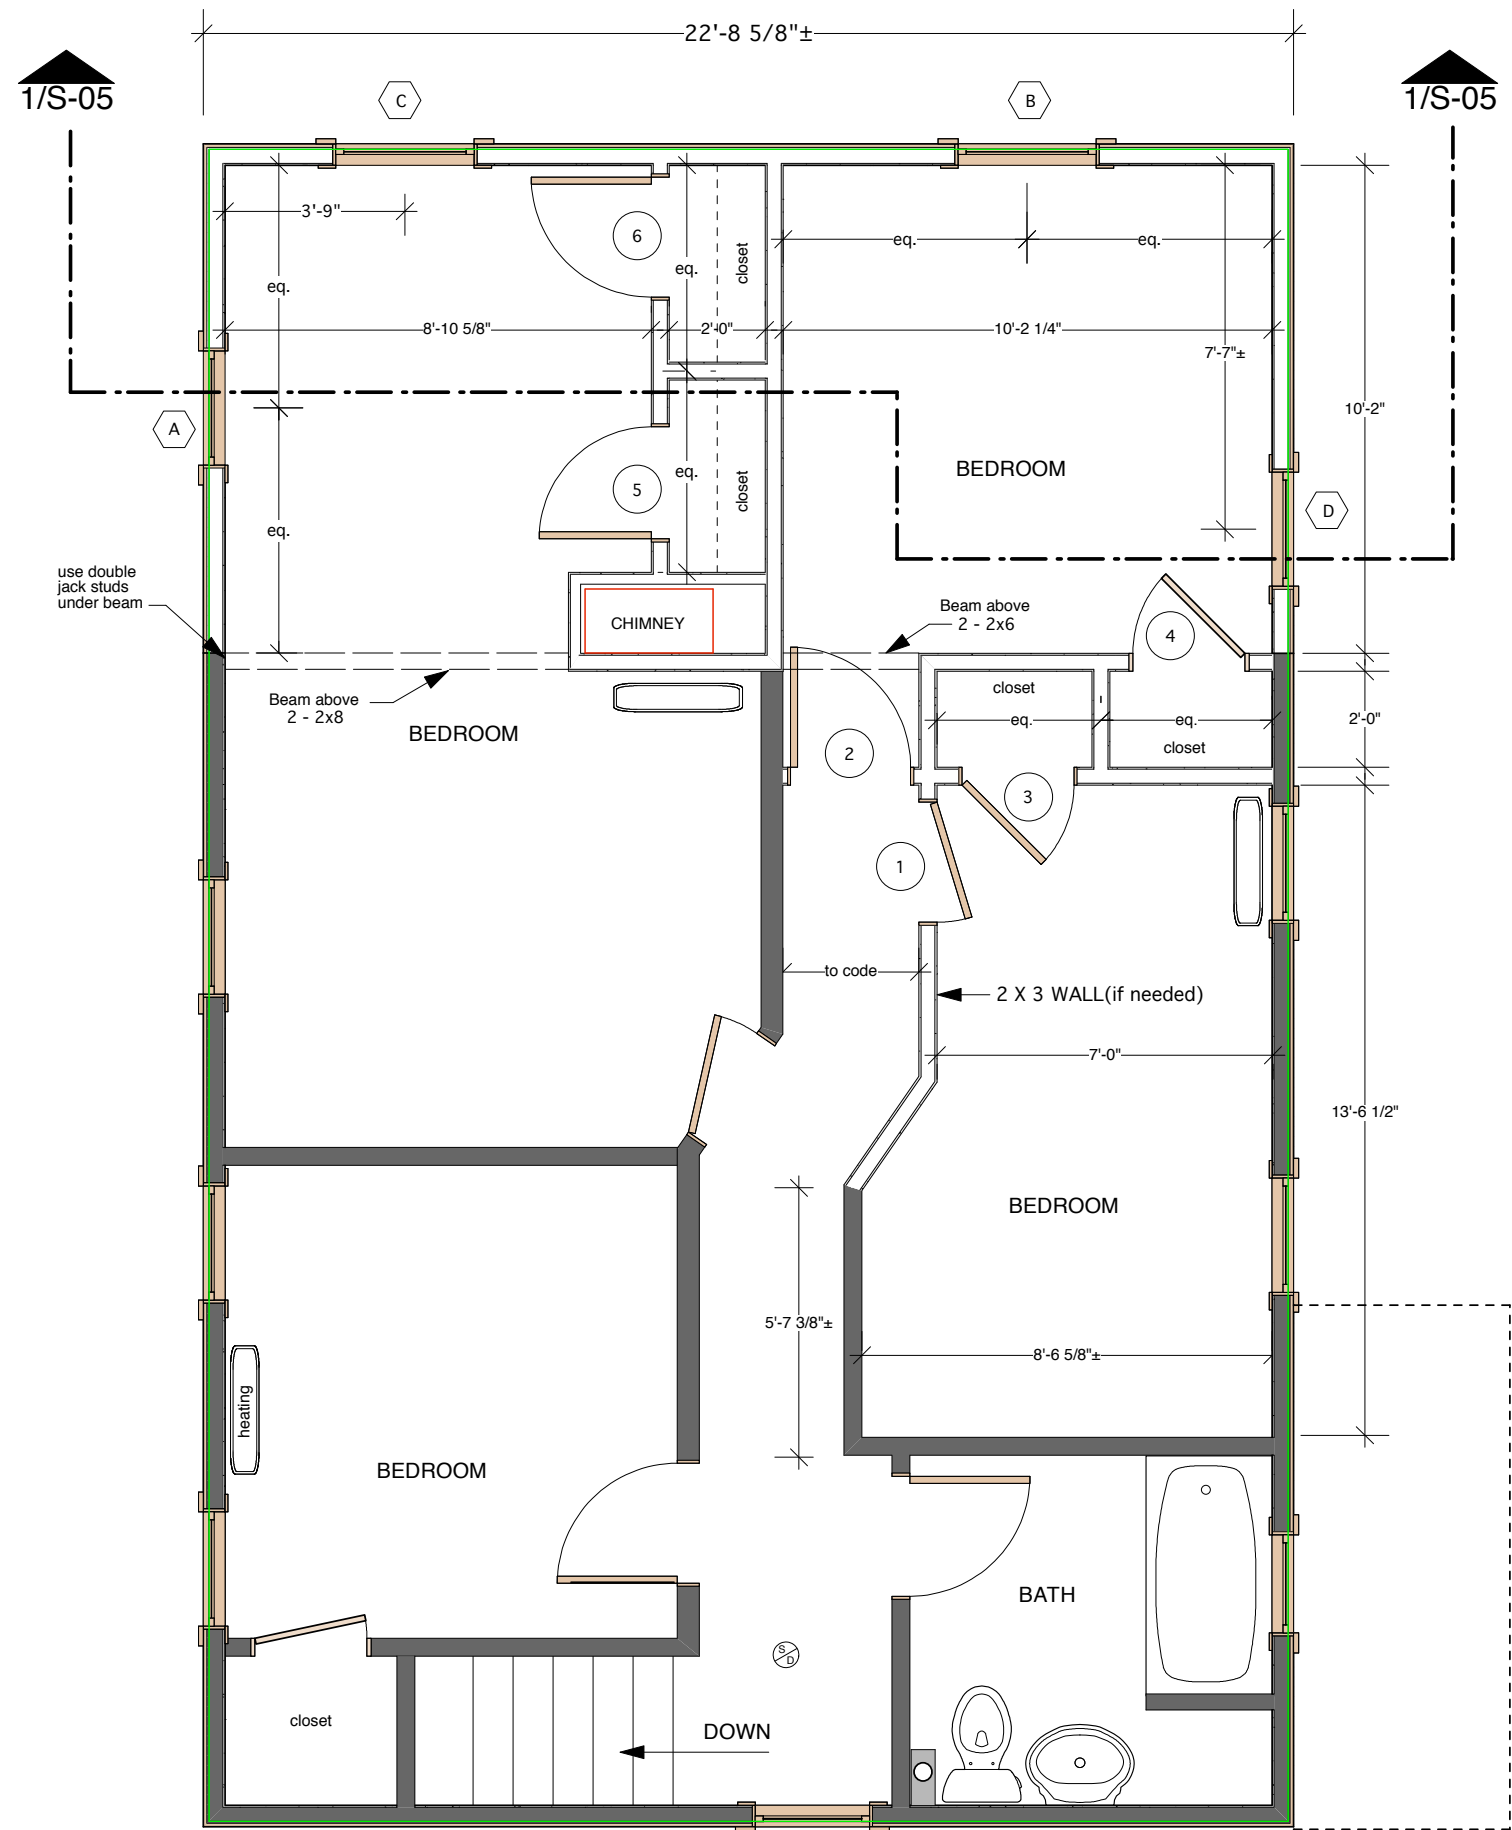 22'-8 5/8"±
1/S-05
1/S-05
C
B
3'-9"
6
eq.
eq.
eq.
closet
eq.
8'-10 5/8"
2'-0"
10'-2 1/4"
7'-7"±
10'-2"
A
BEDROOM
eq.
closet
5
D
eq.
use double
jack studs
under beam
CHIMNEY
Beam above
2 - 2x6
4
Beam above
2 - 2x8
BEDROOM
closet
eq.
eq.
2'-0"
closet
2
3
1
to code
2 X 3 WALL(if needed)
7'-0"
13'-6 1/2"
BEDROOM
5'-7 3/8"±
8'-6 5/8"±
heating
BEDROOM
BATH
S
D
closet
DOWN